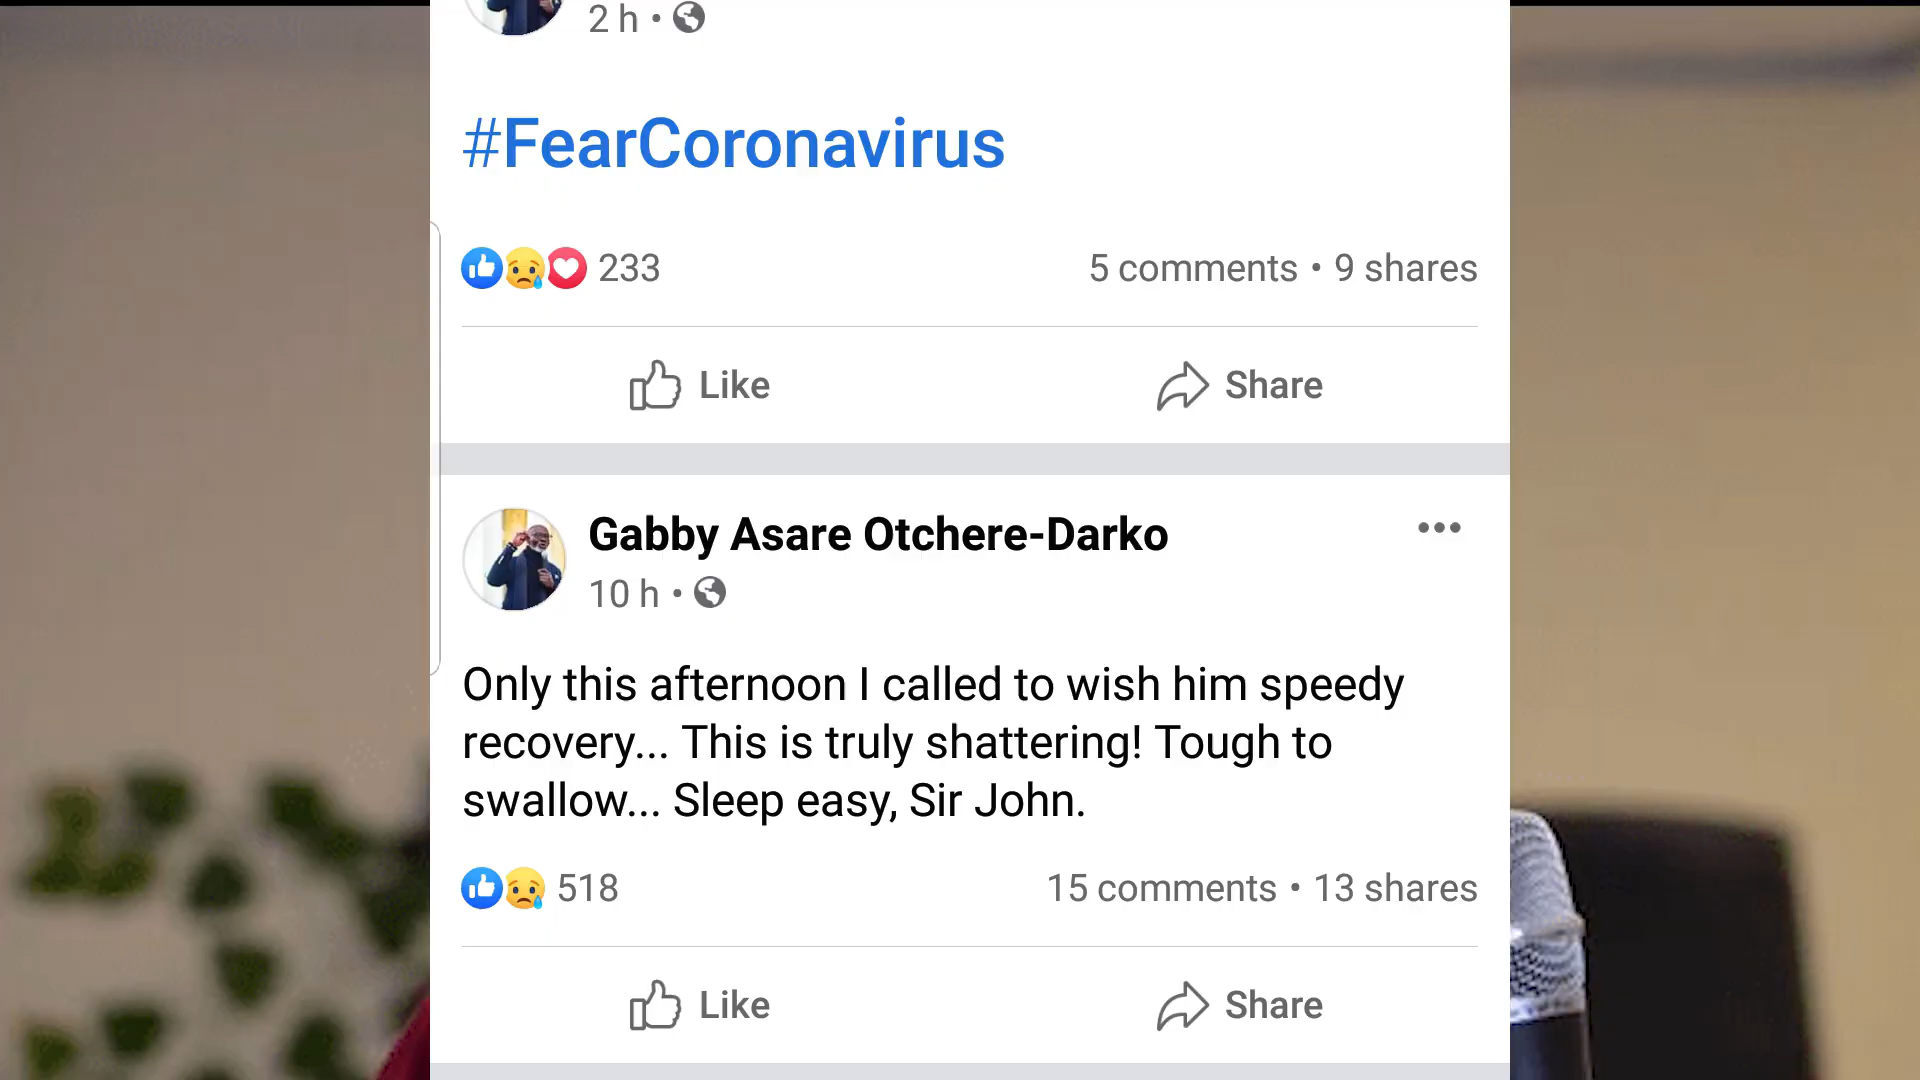 2 h •
#FearCoronavirus
233
5 comments • 9 shares
Like
Share
Gabby Asare Otchere-Darko
10 h •
Only this afternoon I called to wish him speedy
recovery... This is truly shattering! Tough to
swallow... Sleep easy, Sir John.
518
15 comments • 13 shares
Like
Share